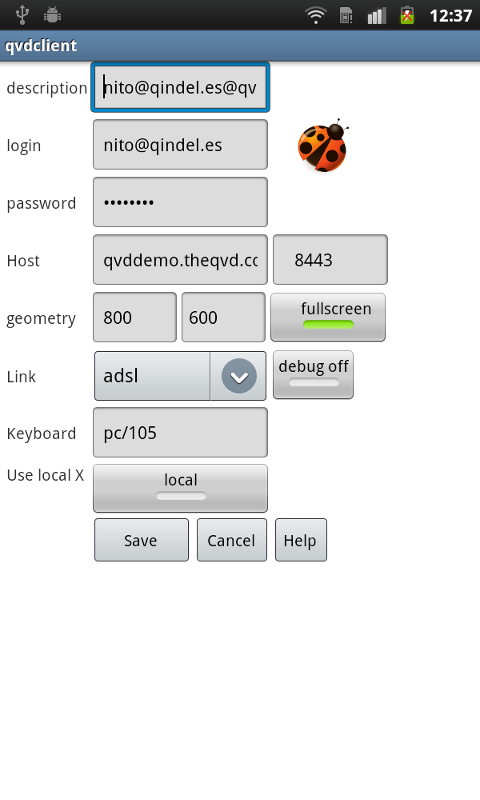 12:37
qvdclient
description nito@qindel.es@qv
login nito@qindel.es
password ••••••••
Host qvddemo.theqvd.cc 8443
geometry 800 600 fullscreen
Link adsl debug off
Keyboard pc/105
Use local X local
Save Cancel Help